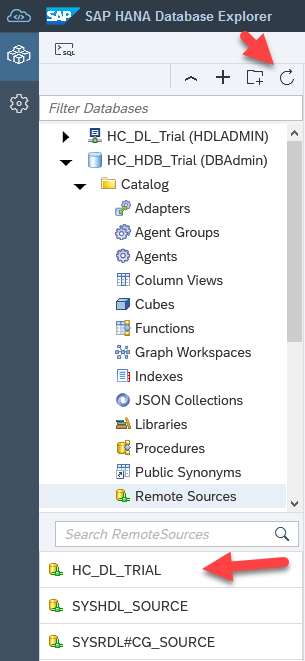 SAP SAP HANA Database Explorer
SQL
Filter Databases
HC_DL_Trial (HDLADMIN)
HC_HDB_Trial (DBAdmin)
Catalog
Adapters
Agent Groups
Agents
Column Views
Cubes
Functions
Graph Workspaces
Indexes
JSON Collections
Libraries
Procedures
Public Synonyms
Remote Sources
Search RemoteSources
HC_DL_TRIAL
SYSHDL_SOURCE
SYSRDL#CG_SOURCE